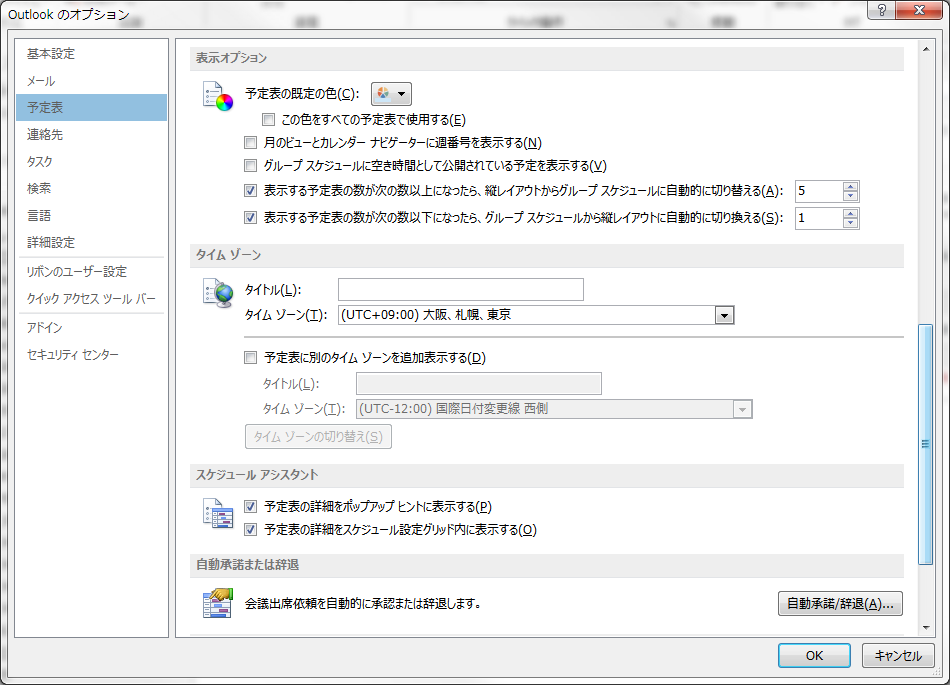 Outlook のオプション
基本設定
メール
予定表
連絡先
タスク
検索
言語
詳細設定
リボンのユーザー設定
クイック アクセス ツール バー
アドイン
セキュリティ センター
表示オプション
予定表の既定の色(C):
この色をすべての予定表で使用する(E)
月のビューとカレンダー ナビゲーターに週番号を表示する(N)
グループ スケジュールに空き時間として公開されている予定を表示する(V)
表示する予定表の数が次の数以上になったら、縦レイアウトからグループ スケジュールに自動的に切り替える(A): 5
表示する予定表の数が次の数以下になったら、グループ スケジュールから縦レイアウトに自動的に切り換える(S): 1
タイム ゾーン
タイトル(L):
タイム ゾーン(T): (UTC+09:00) 大阪、札幌、東京
予定表に別のタイム ゾーンを追加表示する(D)
タイトル(L):
タイム ゾーン(T): (UTC-12:00) 国際日付変更線 西側
タイム ゾーンの切り替え(S)
スケジュール アシスタント
予定表の詳細をポップアップ ヒントに表示する(P)
予定表の詳細をスケジュール設定グリッド内に表示する(O)
自動承諾または辞退
会議出席依頼を自動的に承認または辞退します。
自動承諾/辞退(A)...
OK
キャンセル